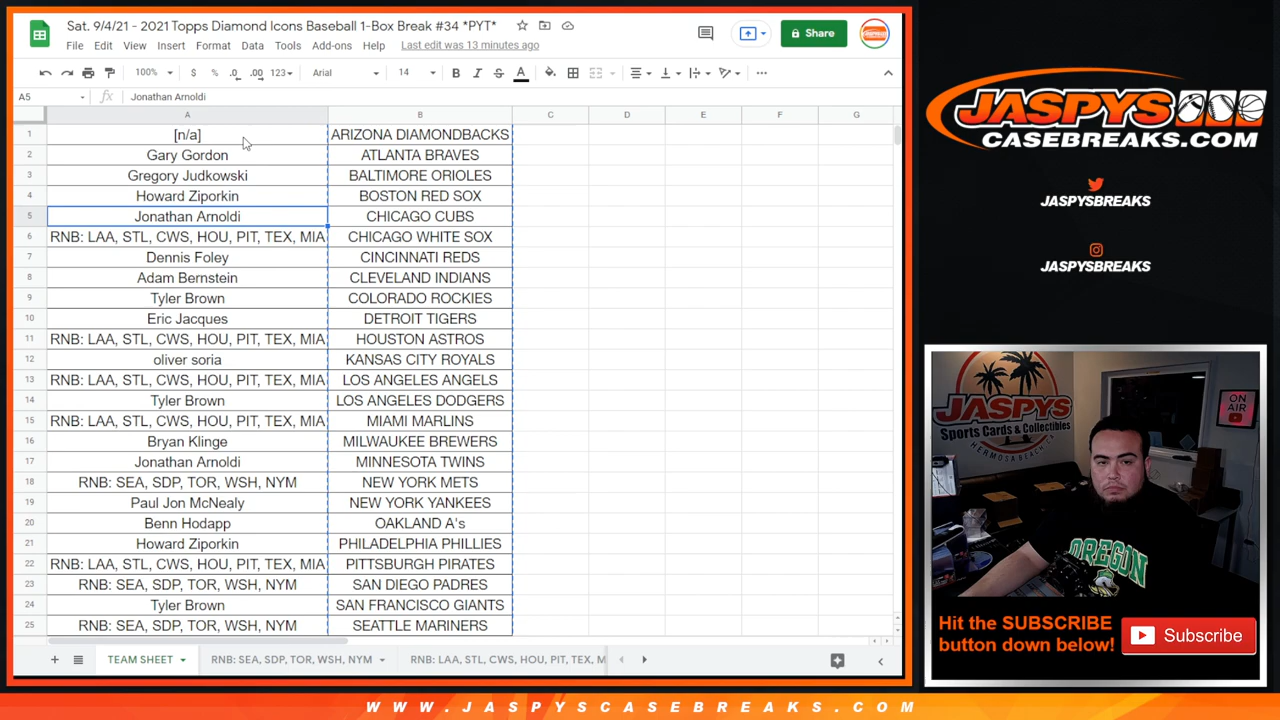 Sat. 9/4/21 - 2021 Topps Diamond Icons Baseball 1-Box Break #34 *PYT*
File Edit View Insert Format Data Tools Add-ons Help Last edit was 13 minutes ago
Share
100% $ % .0 .00 123 Arial 14 B I S A
A5 fx Jonathan Arnoldi
A B C D E F G
1 [n/a] ARIZONA DIAMONDBACKS
2 Gary Gordon ATLANTA BRAVES
3 Gregory Judkowski BALTIMORE ORIOLES
4 Howard Ziporkin BOSTON RED SOX
5 Jonathan Arnoldi CHICAGO CUBS
6 RNB: LAA, STL, CWS, HOU, PIT, TEX, MIA CHICAGO WHITE SOX
7 Dennis Foley CINCINNATI REDS
8 Adam Bernstein CLEVELAND INDIANS
9 Tyler Brown COLORADO ROCKIES
10 Eric Jacques DETROIT TIGERS
11 RNB: LAA, STL, CWS, HOU, PIT, TEX, MIA HOUSTON ASTROS
12 oliver soria KANSAS CITY ROYALS
13 RNB: LAA, STL, CWS, HOU, PIT, TEX, MIA LOS ANGELES ANGELS
14 Tyler Brown LOS ANGELES DODGERS
15 RNB: LAA, STL, CWS, HOU, PIT, TEX, MIA MIAMI MARLINS
16 Bryan Klinge MILWAUKEE BREWERS
17 Jonathan Arnoldi MINNESOTA TWINS
18 RNB: SEA, SDP, TOR, WSH, NYM NEW YORK METS
19 Paul Jon McNealy NEW YORK YANKEES
20 Benn Hodapp OAKLAND A's
21 Howard Ziporkin PHILADELPHIA PHILLIES
22 RNB: LAA, STL, CWS, HOU, PIT, TEX, MIA PITTSBURGH PIRATES
23 RNB: SEA, SDP, TOR, WSH, NYM SAN DIEGO PADRES
24 Tyler Brown SAN FRANCISCO GIANTS
25 RNB: SEA, SDP, TOR, WSH, NYM SEATTLE MARINERS
TEAM SHEET RNB: SEA, SDP, TOR, WSH, NYM RNB: LAA, STL, CWS, HOU, PIT, TEX, M
JASPYS
CASEBREAKS.COM
JASPYSBREAKS
JASPYSBREAKS
JASPYS
Sports Cards & Collectibles
HERMOSA BEACH, CA
ON AIR
OREGON
Hit the SUBSCRIBE
button down below!
Subscribe
WWW.JASPYSCASEBREAKS.COM